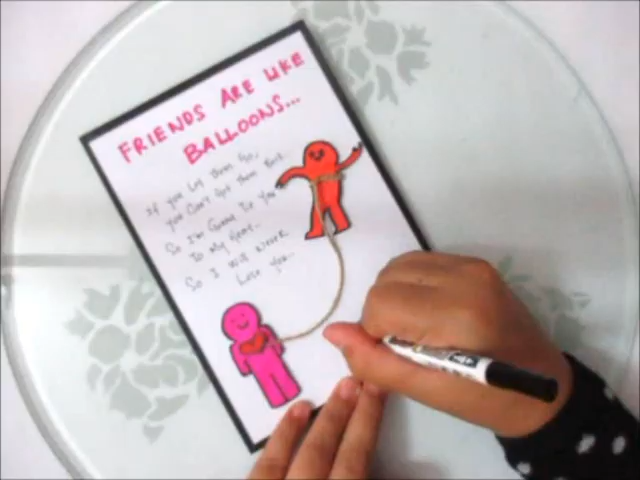 FRIENDS ARE LIKE
BALLOONS...
If you let them Go,
you Can't Get them Back.
So I'm Gonna Tie You
To My Heart..
So I will Never
Lose You..